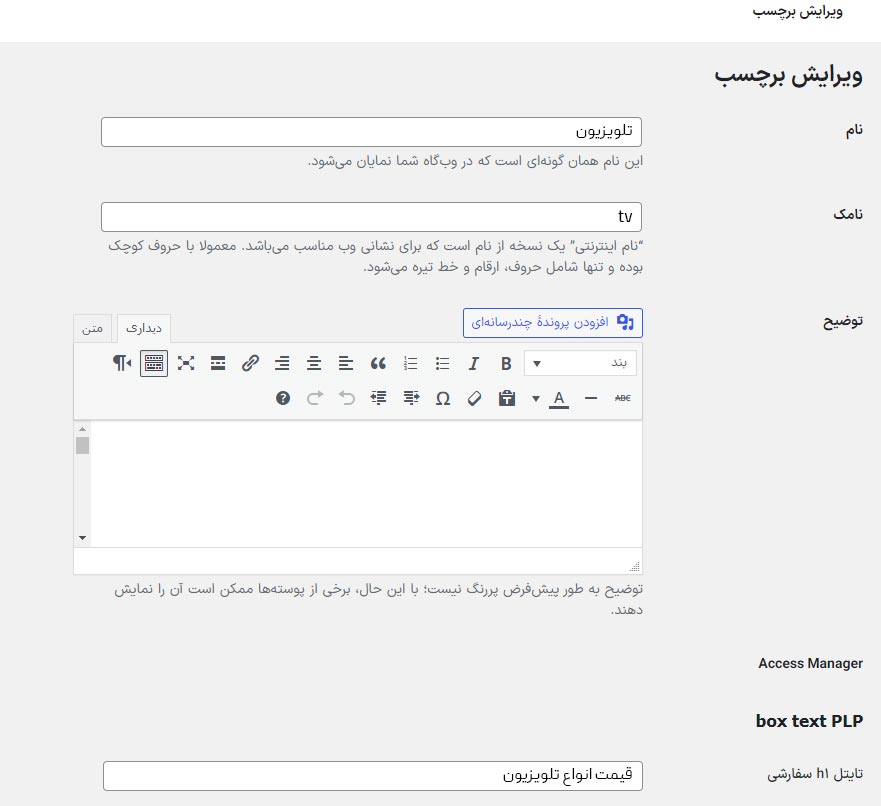 ویرایش برچسب
ویرایش برچسب
نام
تلویزیون
این نام همان گونه‌ای است که در وب‌گاه شما نمایان می‌شود.
نامک
tv
“نام اینترنتی” یک نسخه از نام است که برای نشانی وب مناسب می‌باشد. معمولا با حروف کوچک
بوده و تنها شامل حروف، ارقام و خط تیره می‌شود.
توضیح
افزودن پروندهٔ چندرسانه‌ای
دیداری
متن
بند
B I
ABC A Ω
توضیح به طور پیش‌فرض پررنگ نیست؛ با این حال، برخی از پوسته‌ها ممکن است آن را نمایش
دهند.
Access Manager
box text PLP
تایتل h۱ سفارشی
قیمت انواع تلویزیون